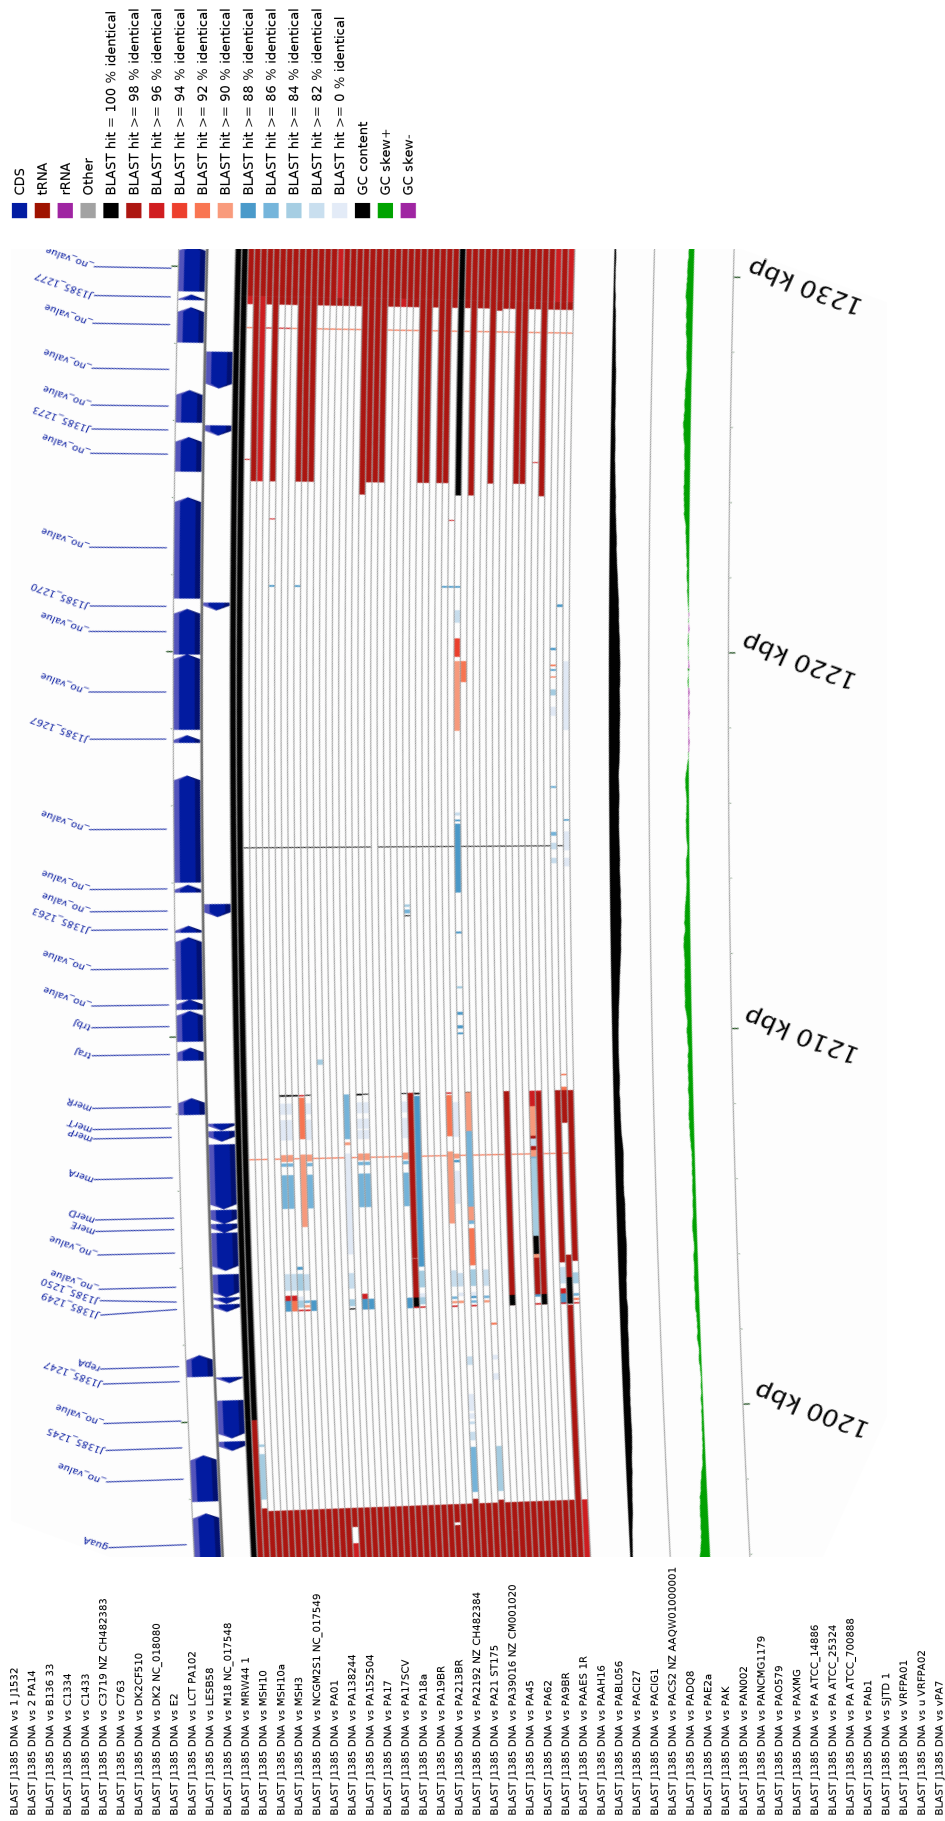 CDS
tRNA
rRNA
Other
BLAST hit = 100 % identical
BLAST hit >= 98 % identical
BLAST hit >= 96 % identical
BLAST hit >= 94 % identical
BLAST hit >= 92 % identical
BLAST hit >= 90 % identical
BLAST hit >= 88 % identical
BLAST hit >= 86 % identical
BLAST hit >= 84 % identical
BLAST hit >= 82 % identical
BLAST hit >= 0 % identical
GC content
GC skew+
GC skew-
_no_value
J1385_1277
_no_value
_no_value
_no_value
J1385_1273
_no_value
_no_value
J1385_1270
_no_value
_no_value
J1385_1267
_no_value
_no_value
_no_value
J1385_1263
_no_value
_no_value
trbJ
traJ
merR
merT
merP
merA
merD
merE
_no_value
_no_value
J1385_1250
J1385_1249
repA
J1385_1247
_no_value
J1385_1245
_no_value
guaA
1230 kbp
1220 kbp
1210 kbp
1200 kbp
BLAST J1385 DNA vs 1 J1532
BLAST J1385 DNA vs 2 PA14
BLAST J1385 DNA vs B136 33
BLAST J1385 DNA vs C1334
BLAST J1385 DNA vs C1433
BLAST J1385 DNA vs C3719 NZ CH482383
BLAST J1385 DNA vs C763
BLAST J1385 DNA vs DK2CF510
BLAST J1385 DNA vs DK2 NC_018080
BLAST J1385 DNA vs E2
BLAST J1385 DNA vs LCT PA102
BLAST J1385 DNA vs LESB58
BLAST J1385 DNA vs M18 NC_017548
BLAST J1385 DNA vs MRW44 1
BLAST J1385 DNA vs MSH10
BLAST J1385 DNA vs MSH10a
BLAST J1385 DNA vs MSH3
BLAST J1385 DNA vs NCGM2S1 NC_017549
BLAST J1385 DNA vs PA01
BLAST J1385 DNA vs PA138244
BLAST J1385 DNA vs PA152504
BLAST J1385 DNA vs PA17
BLAST J1385 DNA vs PA17SCV
BLAST J1385 DNA vs PA18a
BLAST J1385 DNA vs PA19BR
BLAST J1385 DNA vs PA213BR
BLAST J1385 DNA vs PA2192 NZ CH482384
BLAST J1385 DNA vs PA21 ST175
BLAST J1385 DNA vs PA39016 NZ CM001020
BLAST J1385 DNA vs PA45
BLAST J1385 DNA vs PA62
BLAST J1385 DNA vs PA9BR
BLAST J1385 DNA vs PAAES 1R
BLAST J1385 DNA vs PAAH16
BLAST J1385 DNA vs PABL056
BLAST J1385 DNA vs PACI27
BLAST J1385 DNA vs PACIG1
BLAST J1385 DNA vs PACS2 NZ AAQW01000001
BLAST J1385 DNA vs PADQ8
BLAST J1385 DNA vs PAE2a
BLAST J1385 DNA vs PAK
BLAST J1385 DNA vs PAN002
BLAST J1385 DNA vs PANCMG1179
BLAST J1385 DNA vs PAO579
BLAST J1385 DNA vs PAXMG
BLAST J1385 DNA vs PA ATCC_14886
BLAST J1385 DNA vs PA ATCC_25324
BLAST J1385 DNA vs PA ATCC_700888
BLAST J1385 DNA vs PAb1
BLAST J1385 DNA vs SJTD 1
BLAST J1385 DNA vs VRFPA01
BLAST J1385 DNA vs u VRFPA02
BLAST J1385 DNA vs vPA7